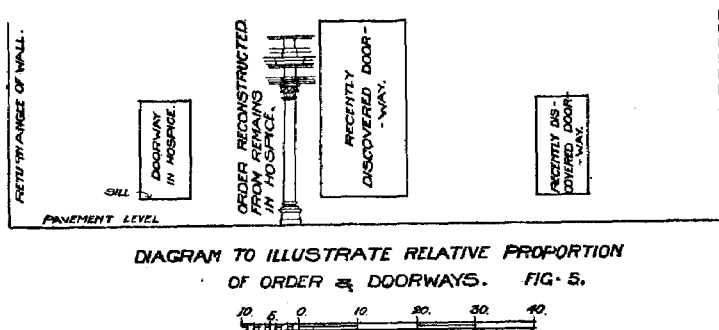 RETURN ANGLE OF WALL.
DOORWAY
IN HOSPICE.
SILL
PAVEMENT LEVEL
ORDER RECONSTRUCTED
FROM REMAINS
IN HOSPICE.
RECENTLY
DISCOVERED DOOR-
-WAY.
RECENTLY DIS-
COVERED DOOR-
-WAY.
DIAGRAM TO ILLUSTRATE RELATIVE PROPORTION
OF ORDER & DOORWAYS. FIG. 5.
10. 5. 0. 10. 20. 30. 40.